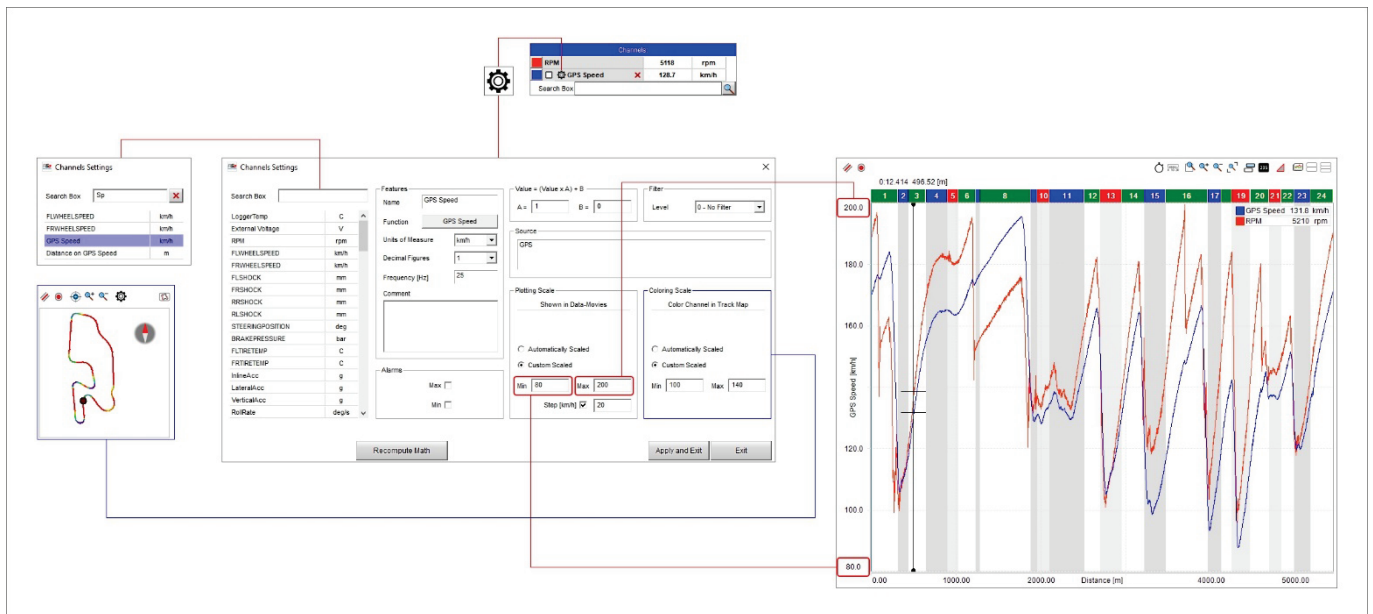 Channels
RPM 5118 rpm
GPS Speed 128.7 km/h
Search Box
Channels Settings
Search Box Sp
FLWHEELSPEED km/h
FRWHEELSPEED km/h
GPS Speed km/h
Distance on GPS Speed m
Channels Settings
Search Box
LoggerTemp C
External Voltage V
RPM rpm
FLWHEELSPEED km/h
FRWHEELSPEED km/h
FLSHOCK mm
FRSHOCK mm
RRSHOCK mm
RLSHOCK mm
STEERINGPOSITION deg
BRAKEPRESSURE bar
FLTIRETEMP C
FRTIRETEMP C
InlineAcc g
LateralAcc g
VerticalAcc g
RollRate deg/s
Features
Name GPS Speed
Function GPS Speed
Units of Measure km/h
Decimal Figures 1
Frequency [Hz] 25
Comment
Alarms
Max
Min
Value = (Value x A) + B
A = 1 B = 0
Filter
Level 0 - No Filter
Source
GPS
Plotting Scale
Shown in Data-Movies
Automatically Scaled
Custom Scaled
Min 80 Max 200
Step [km/h] 20
Coloring Scale
Color Channel in Track Map
Automatically Scaled
Custom Scaled
Min 100 Max 140
Recompute Math Apply and Exit Exit
0:12.414 496.52 [m]
1 2 3 4 5 6 8 10 11 12 13 14 15 16 17 18 19 20 21 22 23 24
GPS Speed 131.8 km/h
RPM 5210 rpm
200.0
180.0
160.0
140.0
120.0
100.0
80.0
GPS Speed [km/h]
0.00 1000.00 2000.00 Distance [m] 4000.00 5000.00